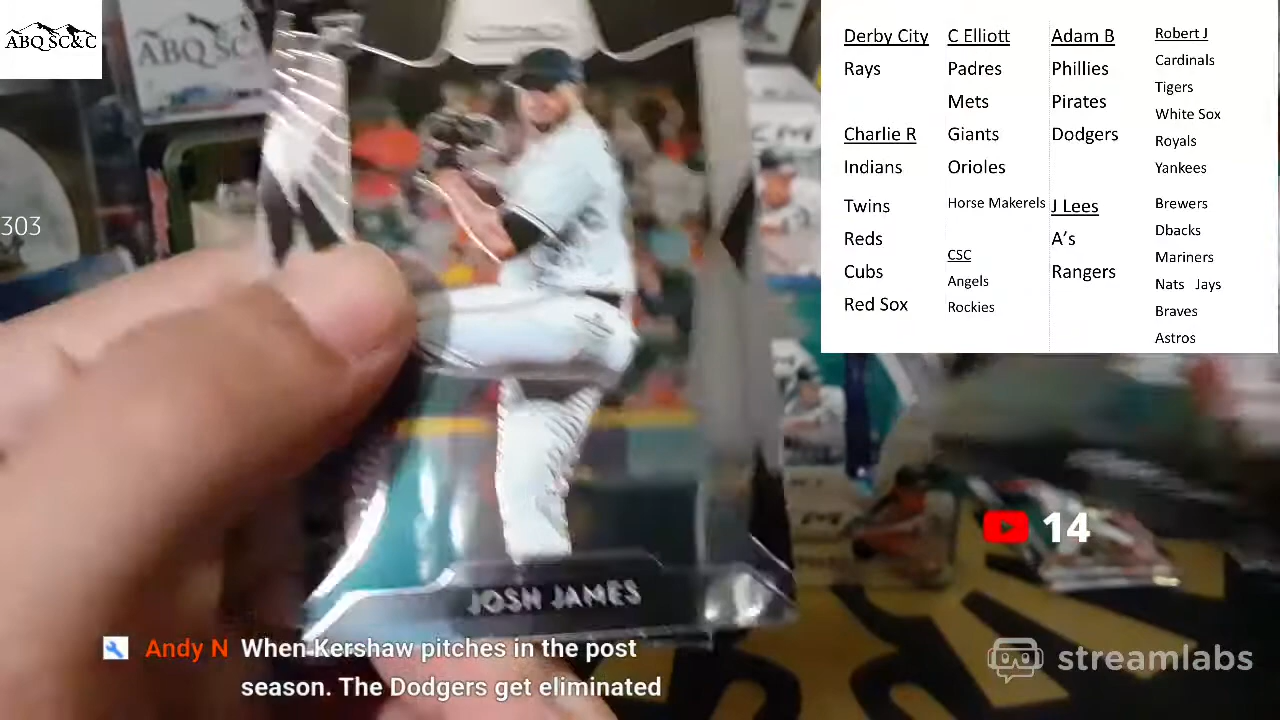 ABQ SC&C
ABQ SC
303
JOSH JAMES
Andy N When Kershaw pitches in the post
season. The Dodgers get eliminated
Derby City
Rays
Charlie R
Indians
Twins
Reds
Cubs
Red Sox
C Elliott
Padres
Mets
Giants
Orioles
Horse Makerels
CSC
Angels
Rockies
Adam B
Phillies
Pirates
Dodgers
J Lees
A's
Rangers
Robert J
Cardinals
Tigers
White Sox
Royals
Yankees
Brewers
Dbacks
Mariners
Nats Jays
Braves
Astros
14
streamlabs